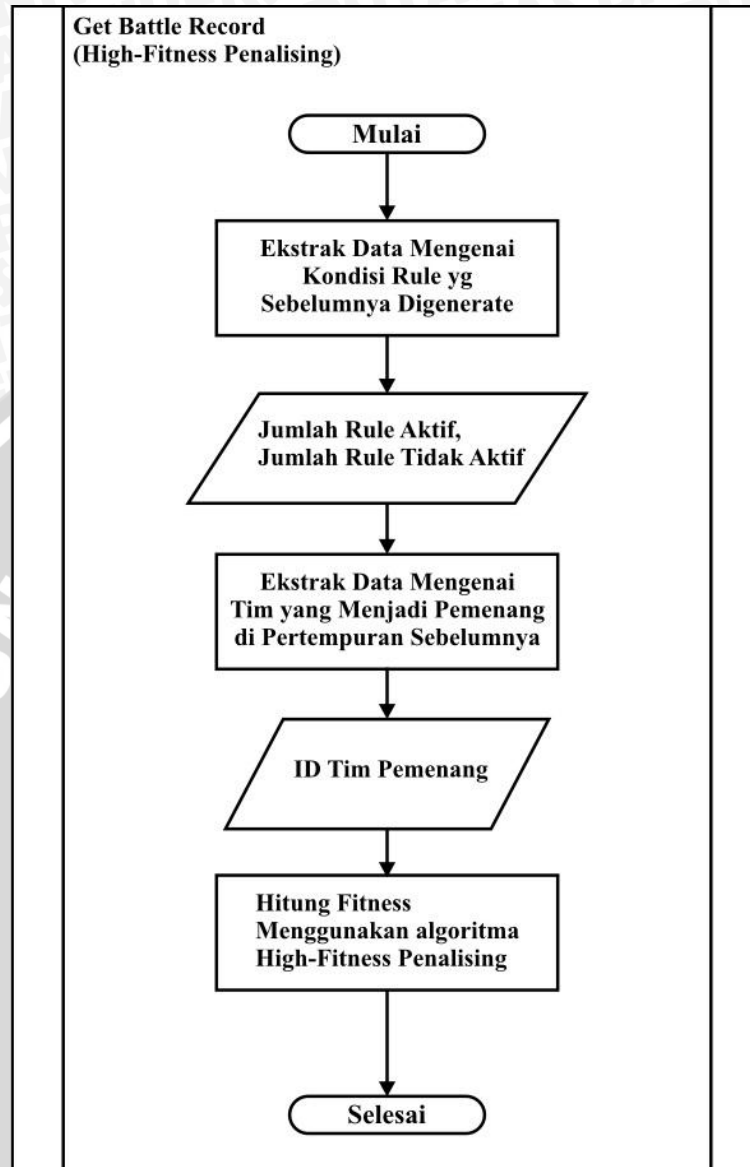 Get Battle Record
(High-Fitness Penalising)
Mulai
Ekstrak Data Mengenai
Kondisi Rule yg
Sebelumnya Digenerate
Jumlah Rule Aktif,
Jumlah Rule Tidak Aktif
Ekstrak Data Mengenai
Tim yang Menjadi Pemenang
di Pertempuran Sebelumnya
ID Tim Pemenang
Hitung Fitness
Menggunakan algoritma
High-Fitness Penalising
Selesai